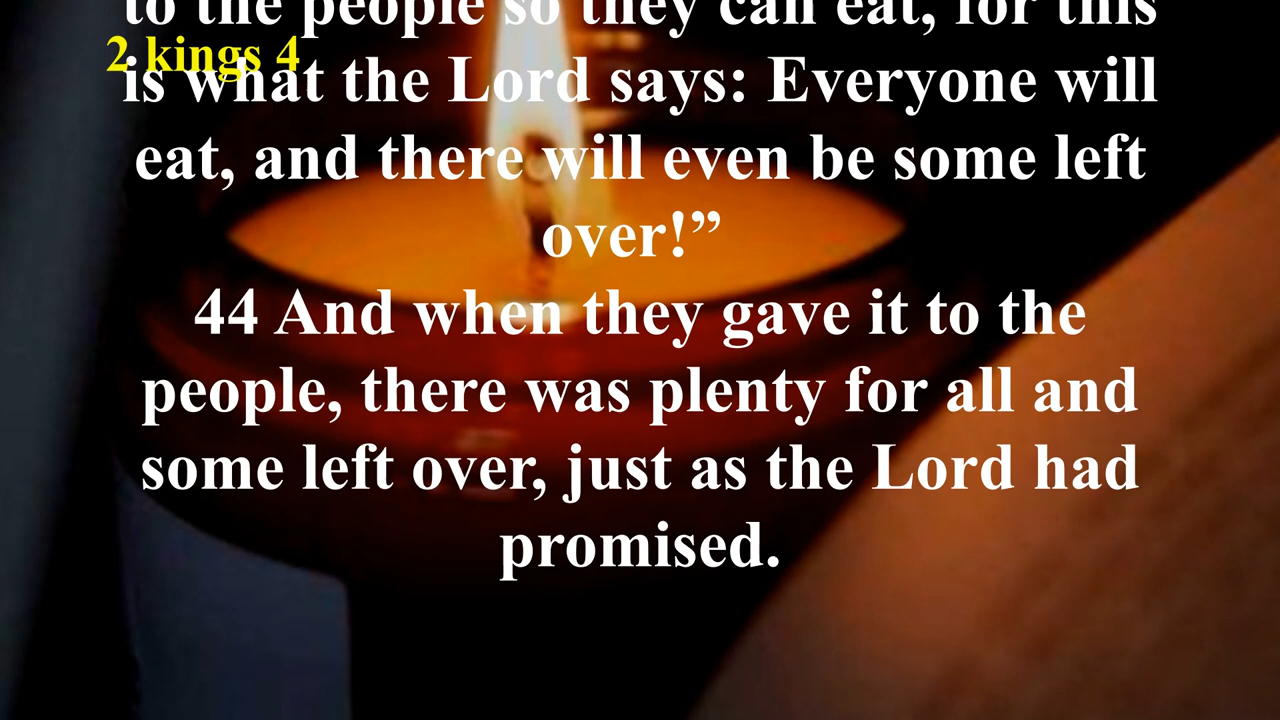 to the people so they can eat, for this
2 kings 4
is what the Lord says: Everyone will
eat, and there will even be some left
over!”
44 And when they gave it to the
people, there was plenty for all and
some left over, just as the Lord had
promised.